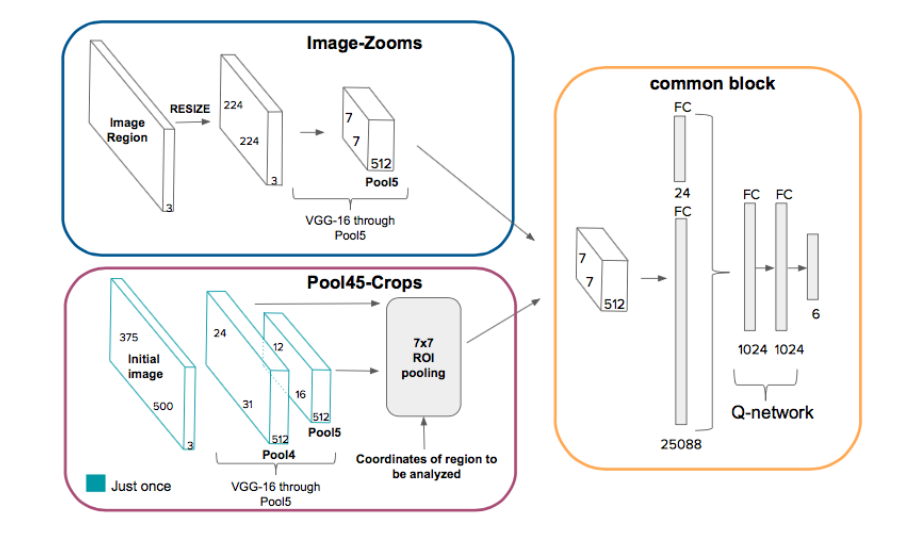 Image-Zooms
RESIZE
Image
Region
3
224
224
3
7
7
512
Pool5
VGG-16 through
Pool5
Pool45-Crops
375
Initial
image
500
3
24
31
512
Pool4
12
16
512
Pool5
VGG-16 through
Pool5
7x7
ROI
pooling
Coordinates of region to
be analyzed
Just once
common block
7
7
512
FC
24
FC
25088
FC
FC
1024
1024
6
Q-network